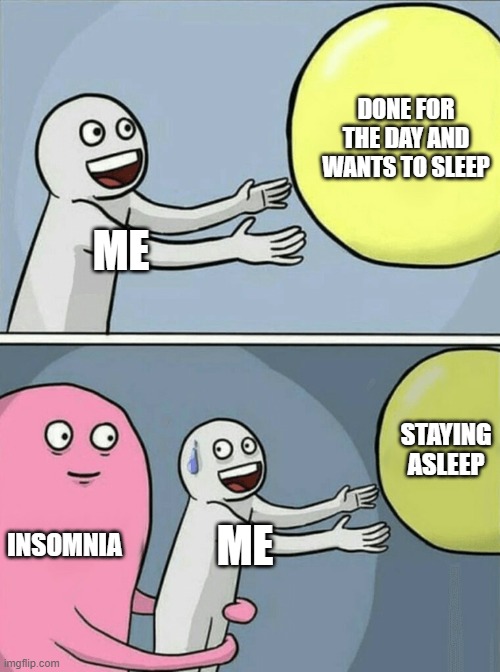 DONE FOR
THE DAY AND
WANTS TO SLEEP
ME
STAYING
ASLEEP
INSOMNIA
ME
imgflip.com